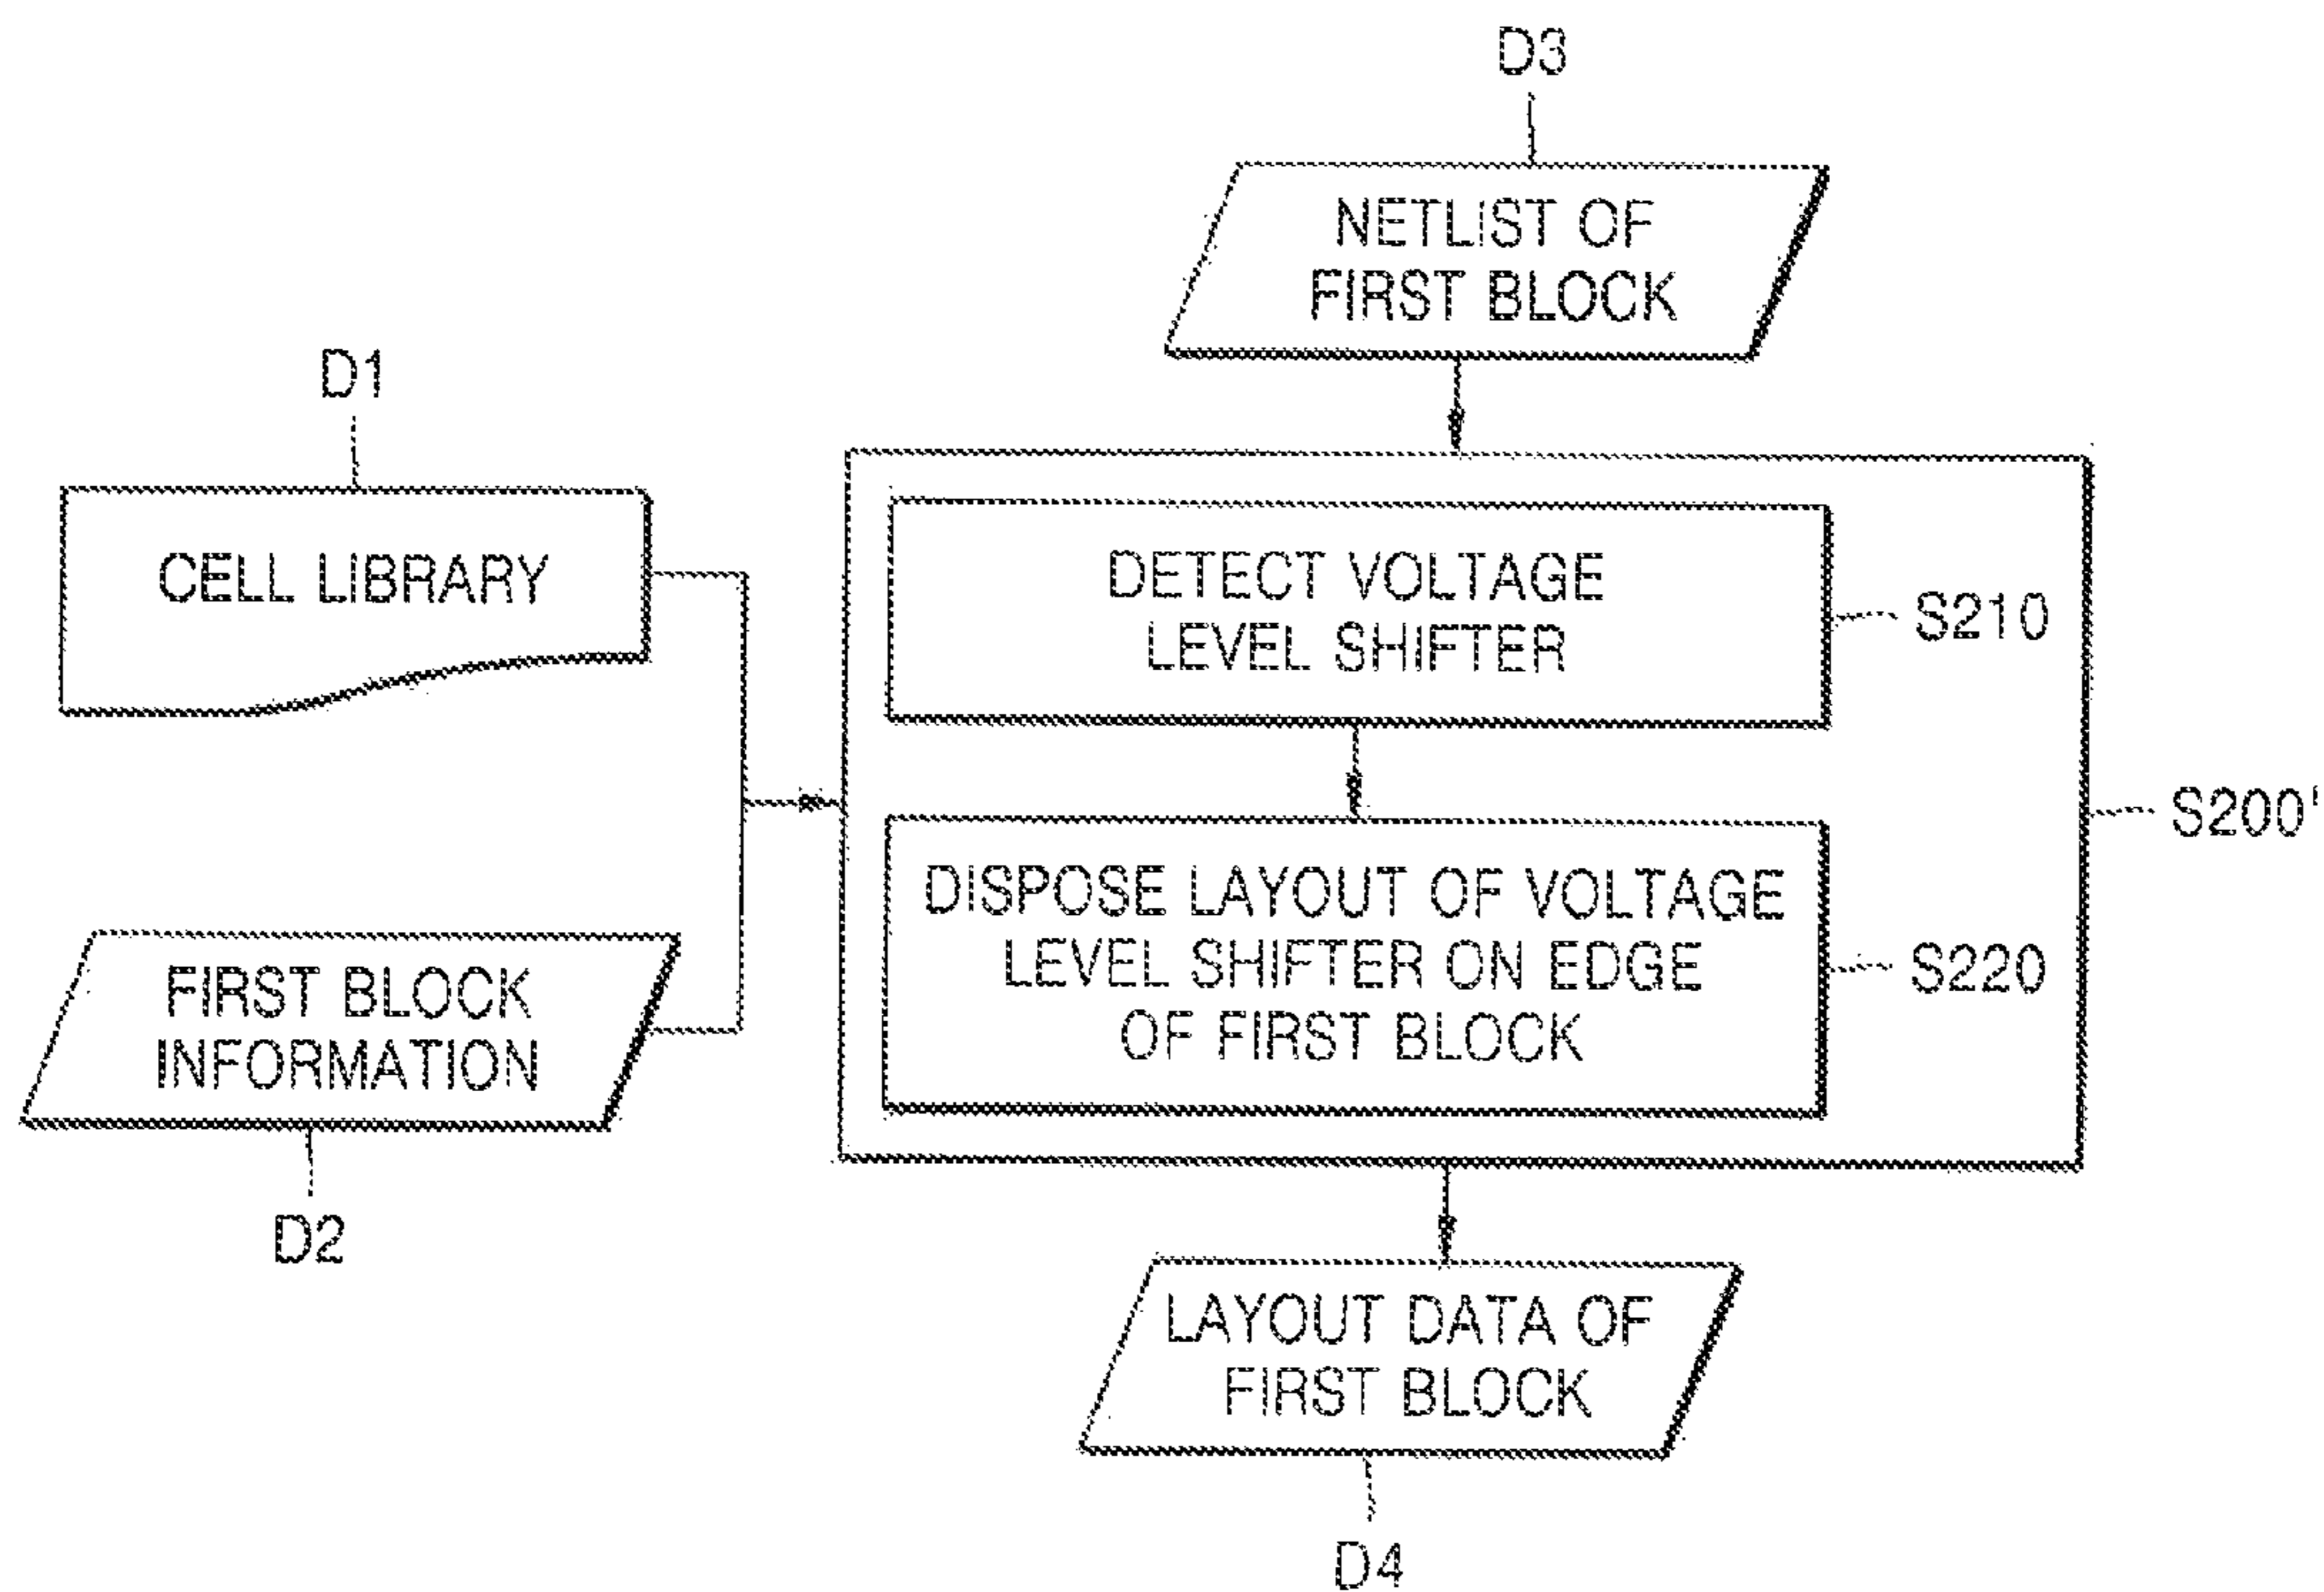 D3
NETLIST OF
FIRST BLOCK
D1
CELL LIBRARY
DETECT VOLTAGE
LEVEL SHIFTER
S210
S200'
DISPOSE LAYOUT OF VOLTAGE
LEVEL SHIFTER ON EDGE
OF FIRST BLOCK
S220
FIRST BLOCK
INFORMATION
D2
LAYOUT DATA OF
FIRST BLOCK
D4